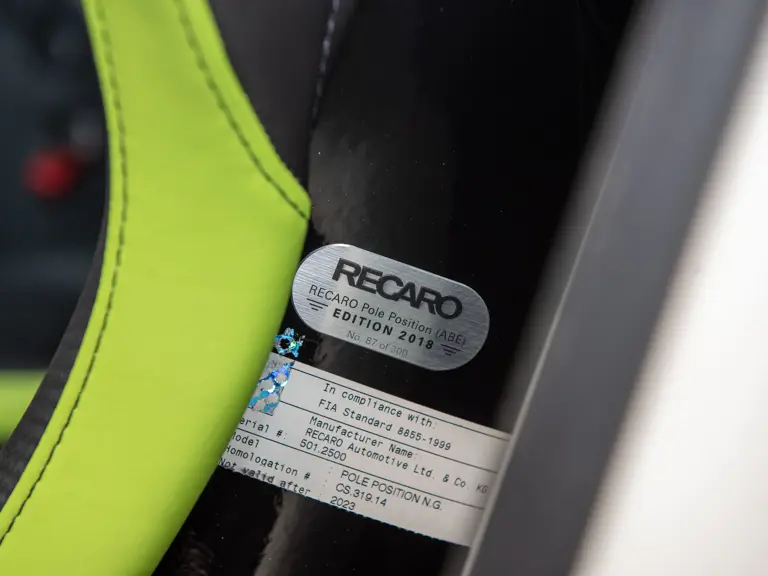 RECARO
RECARO Pole Position (ABE)
EDITION 2018
No. 87 of 300
In compliance with:
FIA Standard 8855-1999
Manufacturer Name:
RECARO Automotive Ltd. & Co. KG
erial #: 501.2500
Model : POLE POSITION N.G.
Homologation # : CS.319.14
Not valid after : 2023